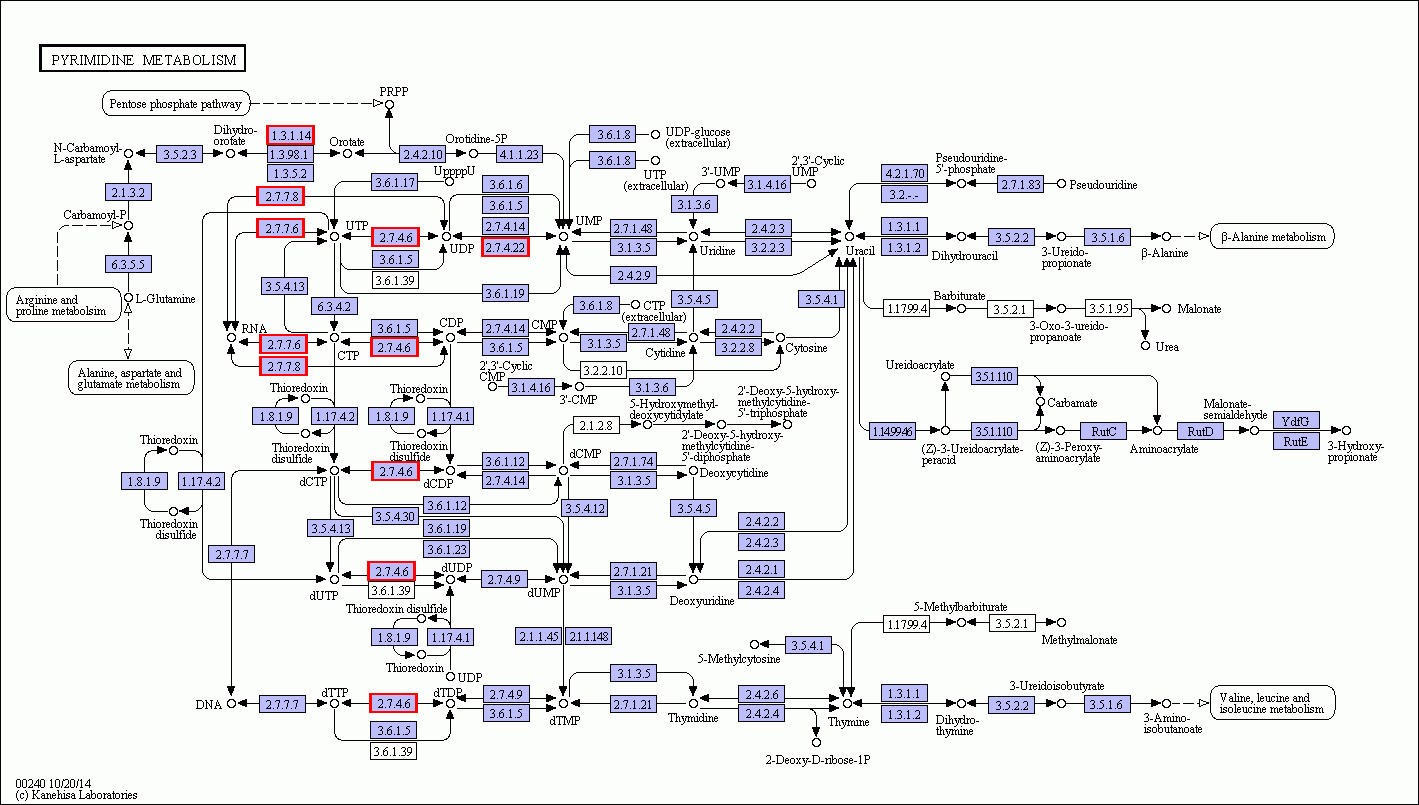 PYRIMIDINE METABOLISM
Pentose phosphate pathway
PRPP
N-Carbamoyl-
L-aspartate
3.5.2.3
Dihydro-
orotate
1.3.1.14
1.3.98.1
1.3.5.2
Orotate
2.4.2.10
Orotidine-5P
4.1.1.23
3.6.1.8
UDP-glucose
(extracellular)
3.6.1.8
UTP
(extracellular)
2.1.3.2
Carbamoyl-P
6.3.5.5
L-Glutamine
Arginine and
proline metabolsim
Alanine, aspartate and
glutamate metabolism
3.6.1.17
UppppU
2.7.7.8
2.7.7.6
UTP
2.7.4.6
3.6.1.5
3.6.1.39
UDP
3.6.1.6
3.6.1.5
2.7.4.14
2.7.4.22
3.6.1.19
UMP
2.7.1.48
3.1.3.5
3'-UMP
3.1.4.16
2',3'-Cyclic
UMP
3.1.3.6
Uridine
2.4.2.3
3.2.2.3
2.4.2.9
Uracil
4.2.1.70
3.2.-.-
Pseudouridine-
5'-phosphate
2.7.1.83
Pseudouridine
1.3.1.1
1.3.1.2
Dihydrouracil
3.5.2.2
3-Ureido-
propionate
3.5.1.6
β-Alanine
β-Alanine metabolism
3.5.4.13
6.3.4.2
RNA
2.7.7.6
2.7.7.8
CTP
3.6.1.5
2.7.4.6
CDP
2.7.4.14
3.6.1.5
CMP
3.6.1.8
CTP
(extracellular)
2.7.1.48
3.1.3.5
3.2.2.10
3.5.4.5
Cytidine
2.4.2.2
3.2.2.8
Cytosine
3.5.4.1
2',3'-Cyclic
CMP
3.1.4.16
3'-CMP
3.1.3.6
1.1799.4
Barbiturate
3.5.2.1
3-Oxo-3-ureido-
propanoate
3.5.1.95
Malonate
Urea
Thioredoxin
1.8.1.9
1.17.4.2
Thioredoxin
disulfide
Thioredoxin
1.8.1.9
1.17.4.1
Thioredoxin
disulfide
2.1.2.8
5-Hydroxymethyl-
deoxycytidylate
2'-Deoxy-5-hydroxy-
methylcytidine-
5'-diphosphate
2'-Deoxy-5-hydroxy-
methylcytidine-
5'-triphosphate
Ureidoacrylate
3.5.1.110
Carbamate
1.14.99.46
(Z)-3-Ureidoacrylate-
peracid
3.5.1.110
(Z)-3-Peroxy-
aminoacrylate
RutC
Aminoacrylate
RutD
Malonate-
semialdehyde
YdfG
RutE
3-Hydroxy-
propionate
Thioredoxin
1.8.1.9
1.17.4.2
Thioredoxin
disulfide
dCTP
2.7.4.6
dCDP
3.6.1.12
2.7.4.14
dCMP
2.7.1.74
3.1.3.5
Deoxycytidine
3.6.1.12
3.5.4.30
3.5.4.13
3.6.1.19
3.6.1.23
3.5.4.12
3.5.4.5
2.4.2.2
2.4.2.3
2.7.7.7
dUTP
2.7.4.6
3.6.1.39
dUDP
2.7.4.9
dUMP
2.7.1.21
3.1.3.5
Deoxyuridine
2.4.2.1
2.4.2.4
Thioredoxin disulfide
1.8.1.9
1.17.4.1
Thioredoxin
UDP
2.1.1.45
2.1.1.148
5-Methylcytosine
3.5.4.1
5-Methylbarbiturate
1.1799.4
3.5.2.1
Methylmalonate
DNA
2.7.7.7
dTTP
2.7.4.6
3.6.1.5
3.6.1.39
dTDP
2.7.4.9
3.6.1.5
dTMP
3.1.3.5
2.7.1.21
Thymidine
2.4.2.6
2.4.2.4
2-Deoxy-D-ribose-1P
Thymine
1.3.1.1
1.3.1.2
Dihydro-
thymine
3.5.2.2
3-Ureidoisobutyrate
3.5.1.6
3-Amino-
isobutanoate
Valine, leucine and
isoleucine metabolism
00240 10/20/14
(c) Kanehisa Laboratories